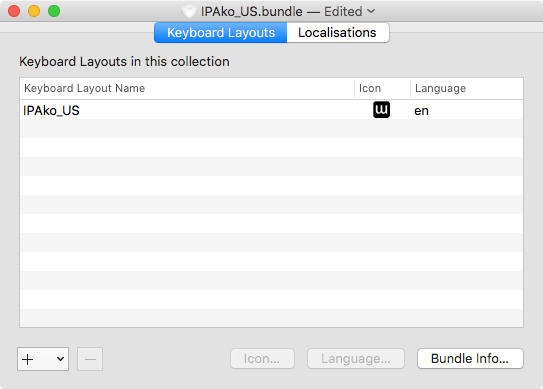 IPAko_US.bundle — Edited
Keyboard Layouts Localisations
Keyboard Layouts in this collection
Keyboard Layout Name Icon Language
IPAko_US ɯ en
+ −
Icon... Language... Bundle Info...